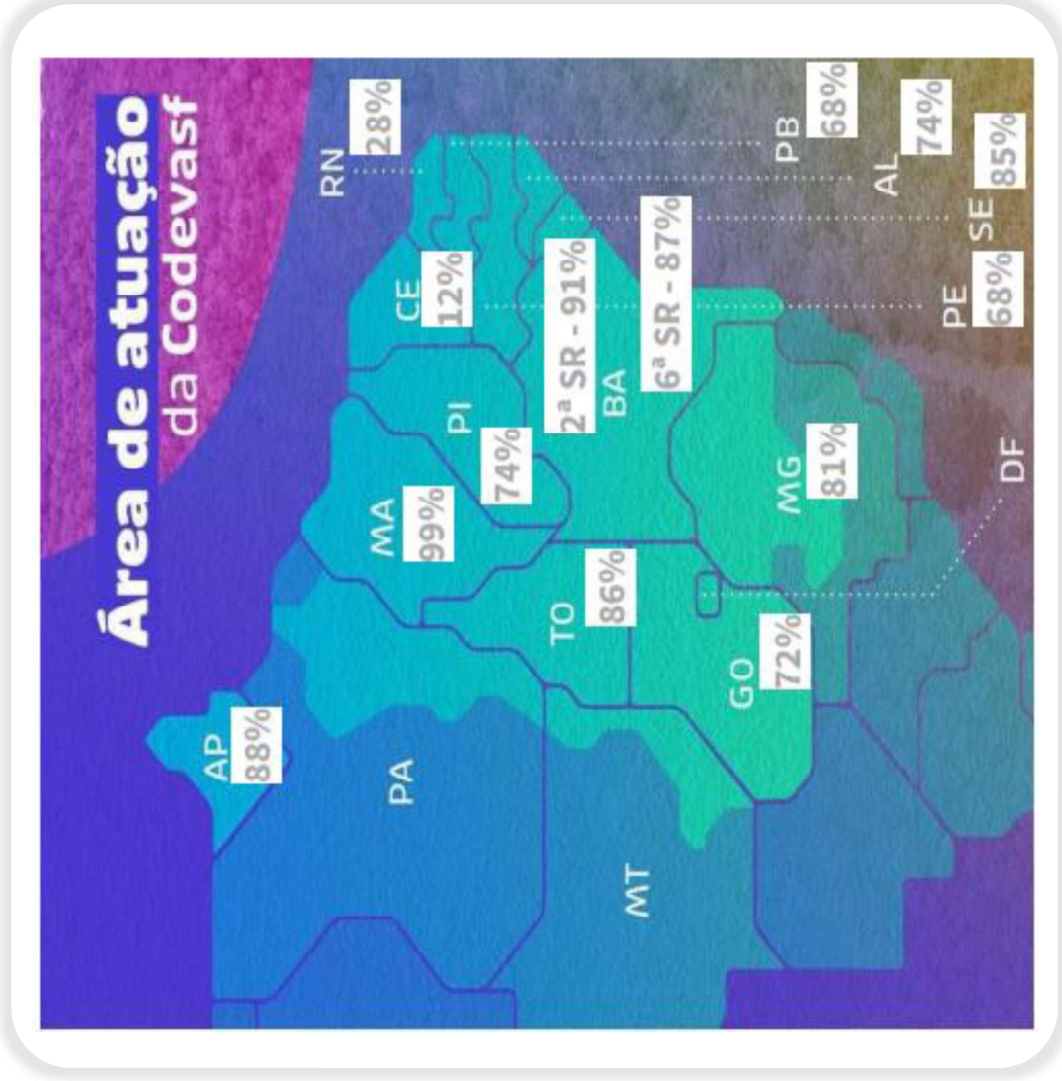 Área de atuação
da Codevasf
AP
88%
PA
MT
MA
99%
PI
74%
CE
12%
RN
28%
TO
86%
2ª SR - 91%
BA
6ª SR - 87%
GO
72%
MG
81%
PB
68%
AL
74%
SE
85%
PE
68%
DF